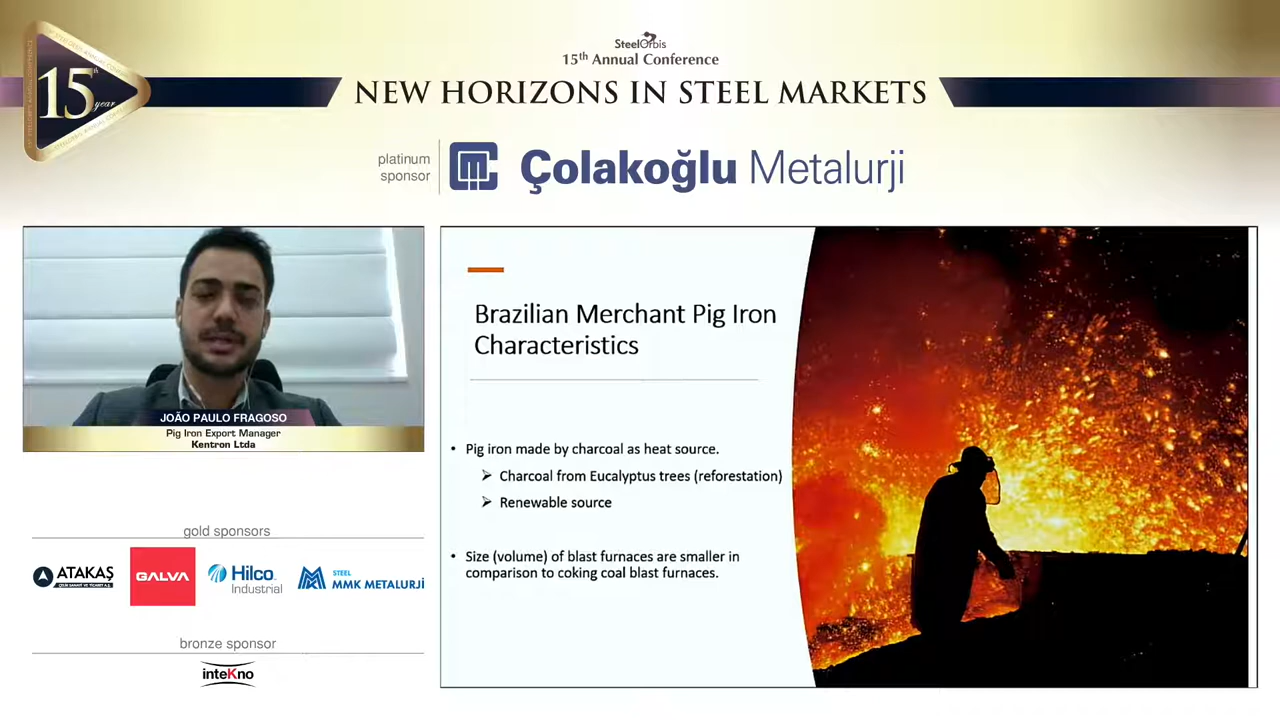 SteelOrbis
15th Annual Conference
NEW HORIZONS IN STEEL MARKETS
15th
year
platinum
sponsor
Çolakoğlu Metalurji
JOÃO PAULO FRAGOSO
Pig Iron Export Manager
Kentron Ltda
gold sponsors
ATAKAŞ
GALVA
Hilco
Industrial
STEEL
MMK METALURJİ
bronze sponsor
inteKno
Brazilian Merchant Pig Iron
Characteristics
• Pig iron made by charcoal as heat source.
➢ Charcoal from Eucalyptus trees (reforestation)
➢ Renewable source
• Size (volume) of blast furnaces are smaller in
comparison to coking coal blast furnaces.